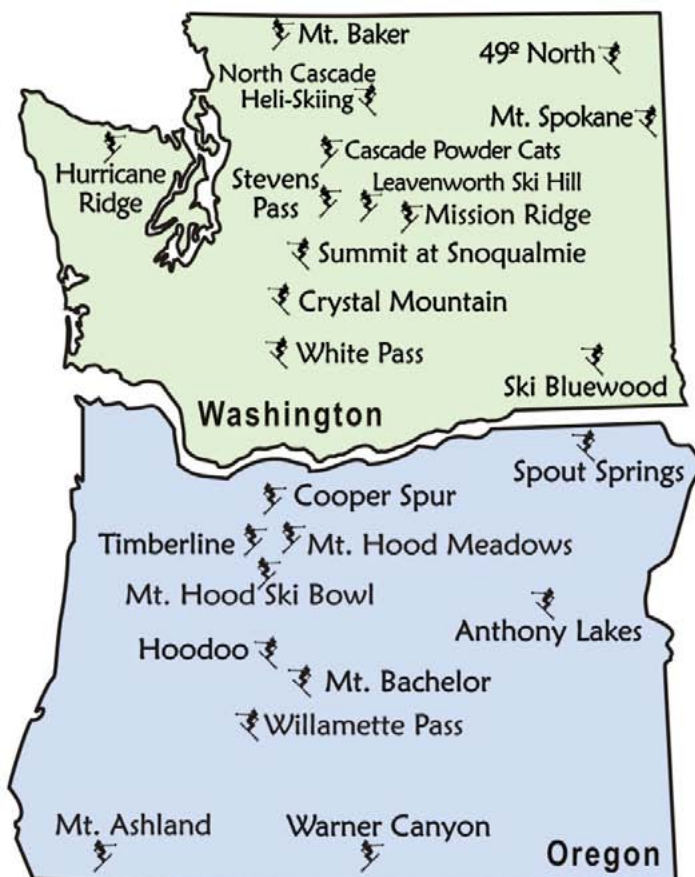 Mt. Baker
49º North
North Cascade
Heli-Skiing
Mt. Spokane
Hurricane
Ridge
Cascade Powder Cats
Stevens
Pass
Leavenworth Ski Hill
Mission Ridge
Summit at Snoqualmie
Crystal Mountain
White Pass
Ski Bluewood
Washington
Spout Springs
Cooper Spur
Timberline
Mt. Hood Meadows
Mt. Hood Ski Bowl
Anthony Lakes
Hoodoo
Mt. Bachelor
Willamette Pass
Mt. Ashland
Warner Canyon
Oregon